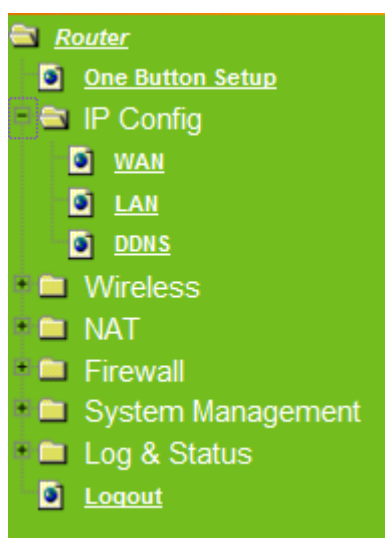 Router
One Button Setup
IP Config
WAN
LAN
DDNS
Wireless
NAT
Firewall
System Management
Log & Status
Logout